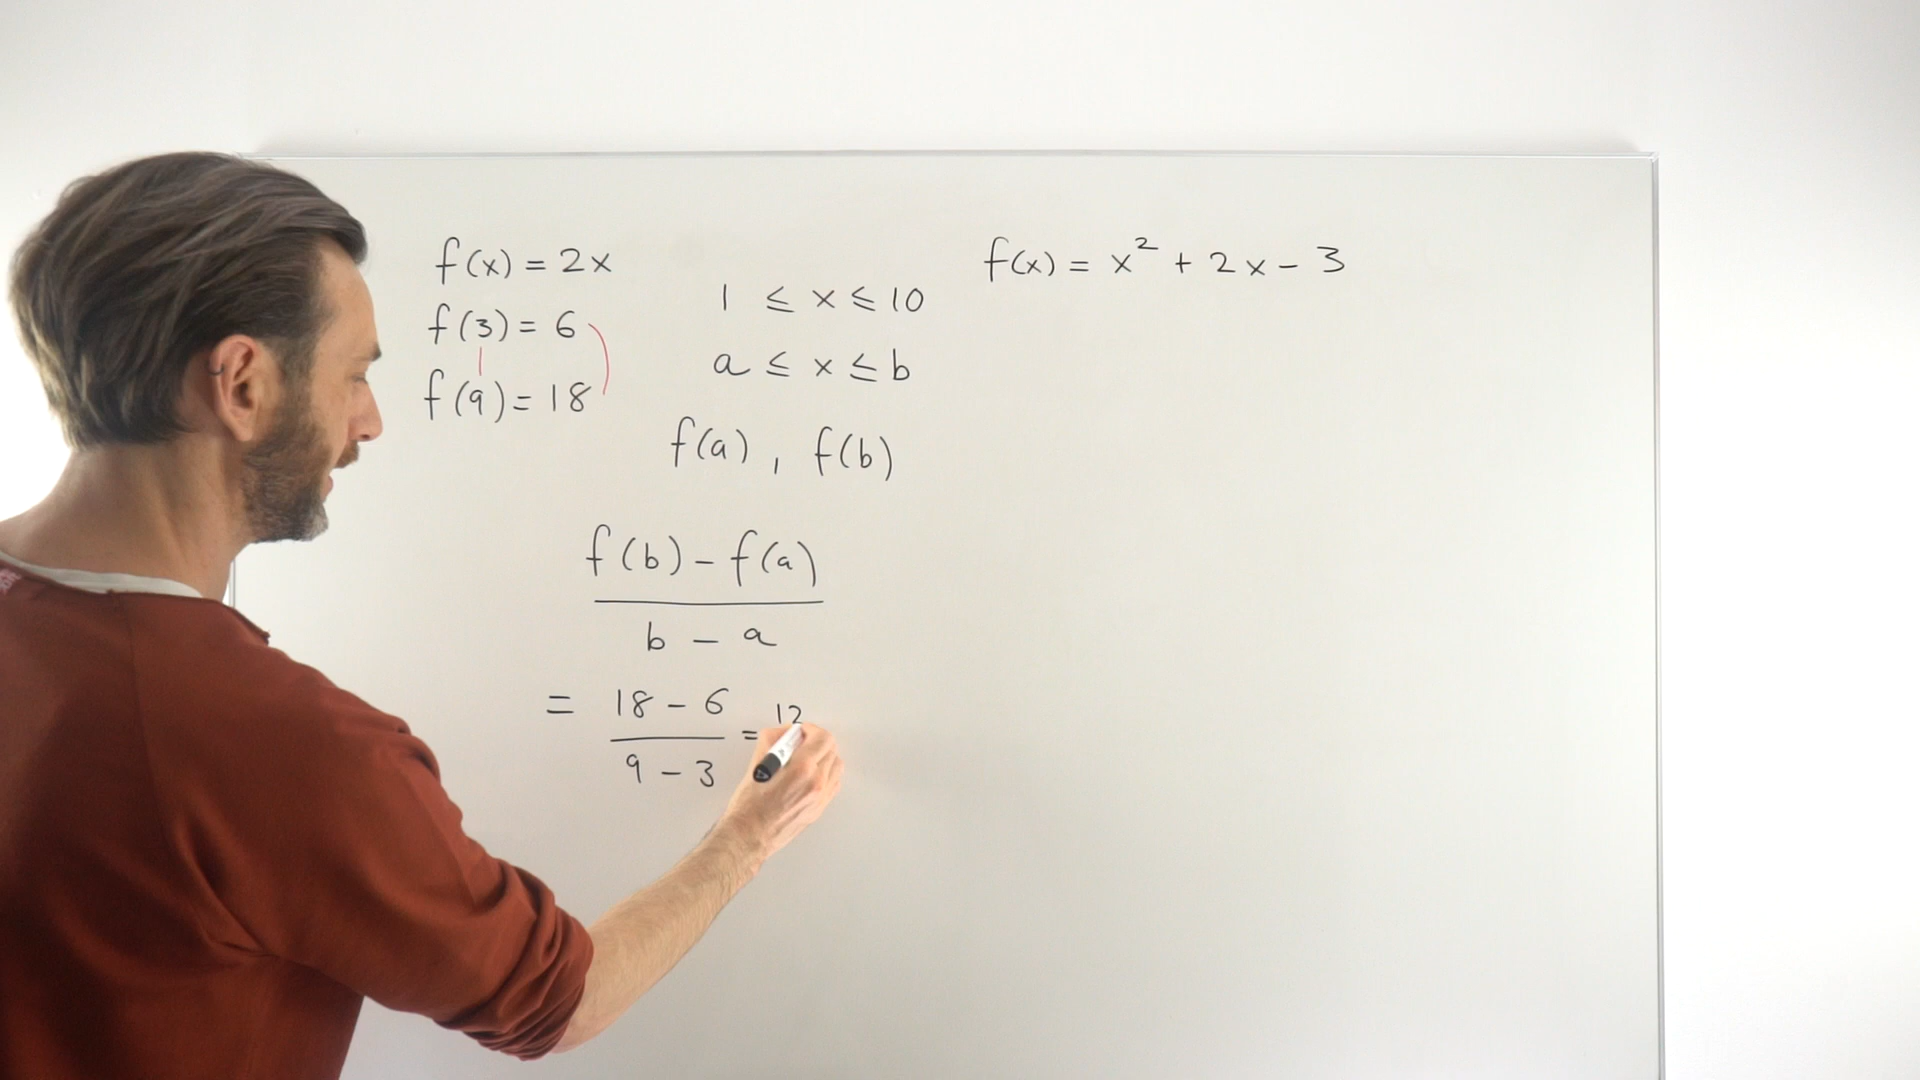 f(x) = 2x
f(3) = 6
f(9) = 18
1 ≤ x ≤ 10
a ≤ x ≤ b
f(a) , f(b)
f(b) - f(a)
b - a
= 18 - 6 = 12
9 - 3
f(x) = x² + 2x - 3